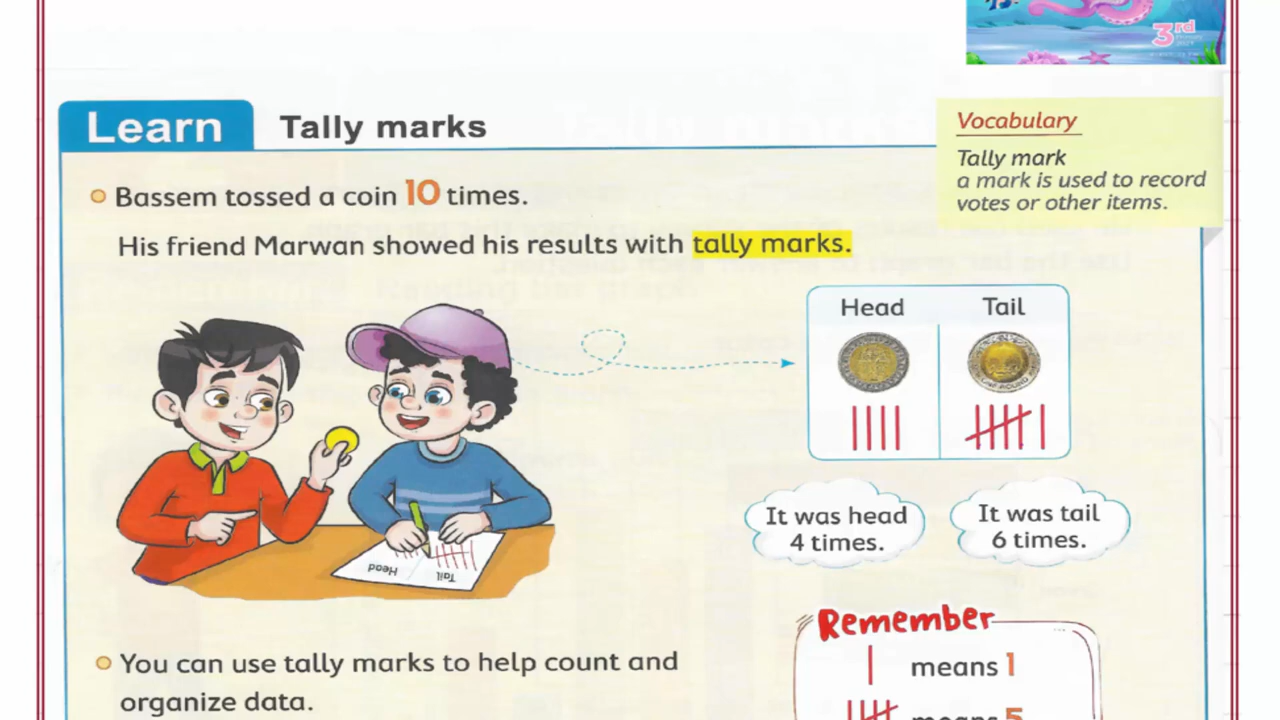 3rd
Learn
Tally marks
Vocabulary
Tally mark
a mark is used to record
votes or other items.
Bassem tossed a coin 10 times.
His friend Marwan showed his results with tally marks.
Head Tail
It was head
4 times.
It was tail
6 times.
Head
Tail
Remember
means 1
means 5
You can use tally marks to help count and
organize data.